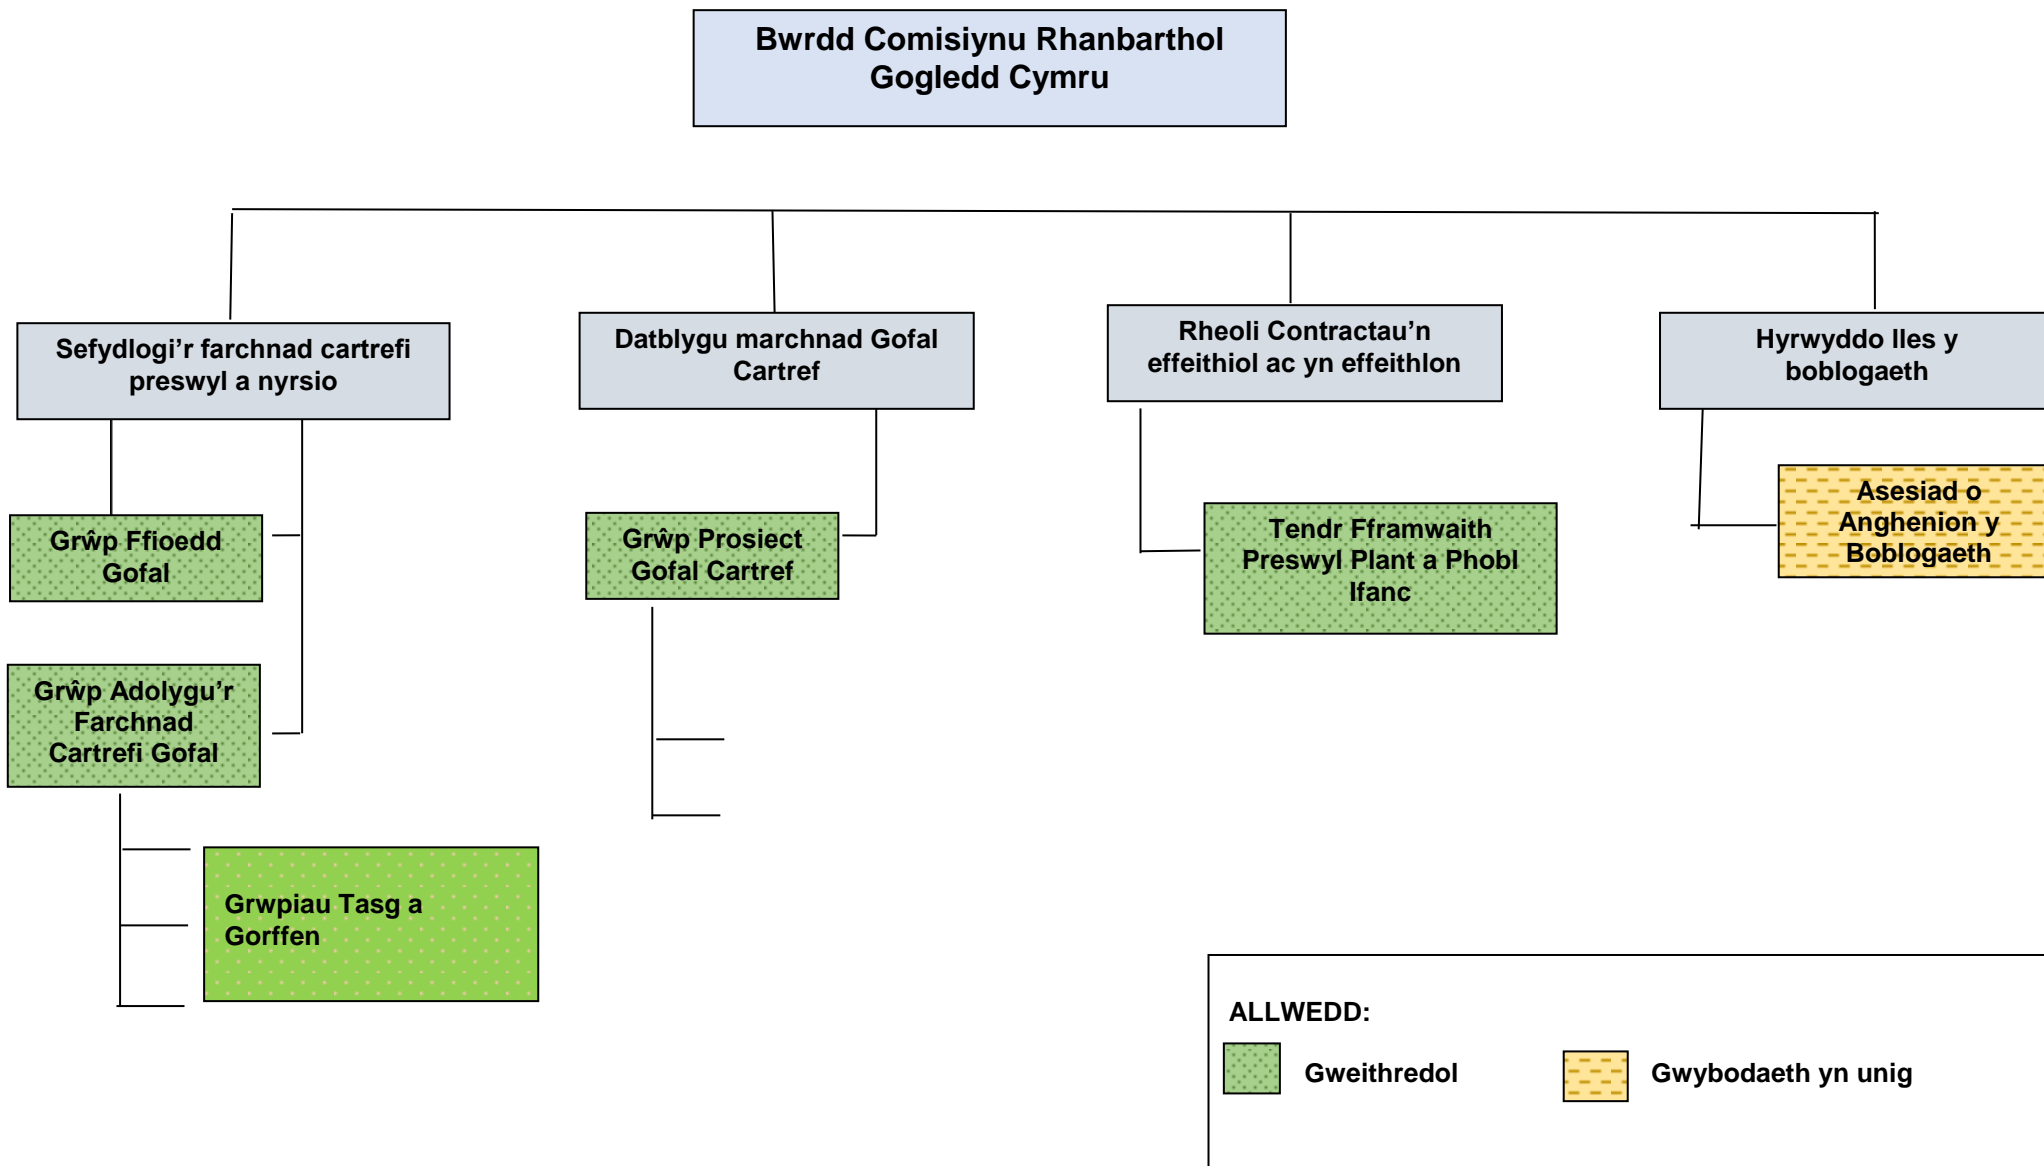 Bwrdd Comisiynu Rhanbarthol
Gogledd Cymru
Sefydlogi’r farchnad cartrefi
preswyl a nyrsio
Datblygu marchnad Gofal
Cartref
Rheoli Contractau’n
effeithiol ac yn effeithlon
Hyrwyddo lles y
boblogaeth
Grŵp Ffioedd
Gofal
Grŵp Prosiect
Gofal Cartref
Tendr Fframwaith
Preswyl Plant a Phobl
Ifanc
Asesiad o
Anghenion y
Boblogaeth
Grŵp Adolygu’r
Farchnad
Cartrefi Gofal
Grwpiau Tasg a
Gorffen
ALLWEDD:
Gweithredol
Gwybodaeth yn unig